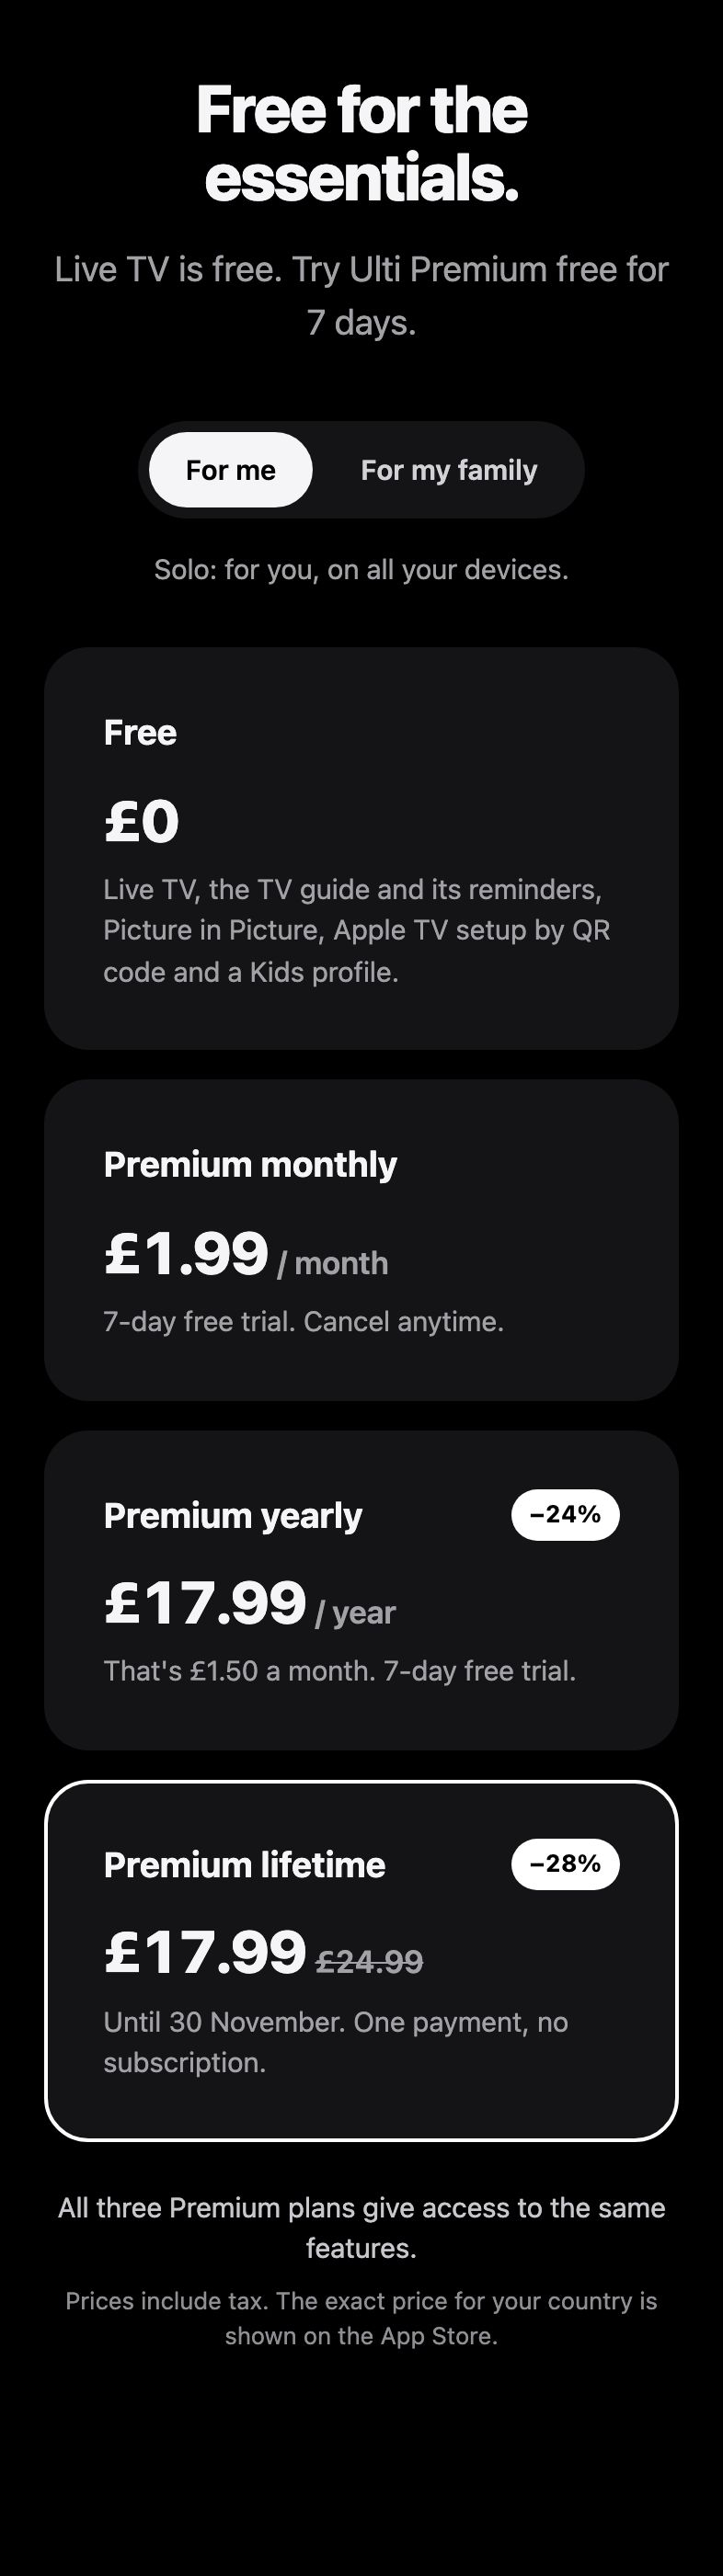 Free for the
essentials.
Live TV is free. Try Ulti Premium free for
7 days.
For me
For my family
Solo: for you, on all your devices.
Free
£0
Live TV, the TV guide and its reminders,
Picture in Picture, Apple TV setup by QR
code and a Kids profile.
Premium monthly
£1.99 / month
7-day free trial. Cancel anytime.
Premium yearly
−24%
£17.99 / year
That's £1.50 a month. 7-day free trial.
Premium lifetime
−28%
£17.99 £24.99
Until 30 November. One payment, no
subscription.
All three Premium plans give access to the same
features.
Prices include tax. The exact price for your country is
shown on the App Store.